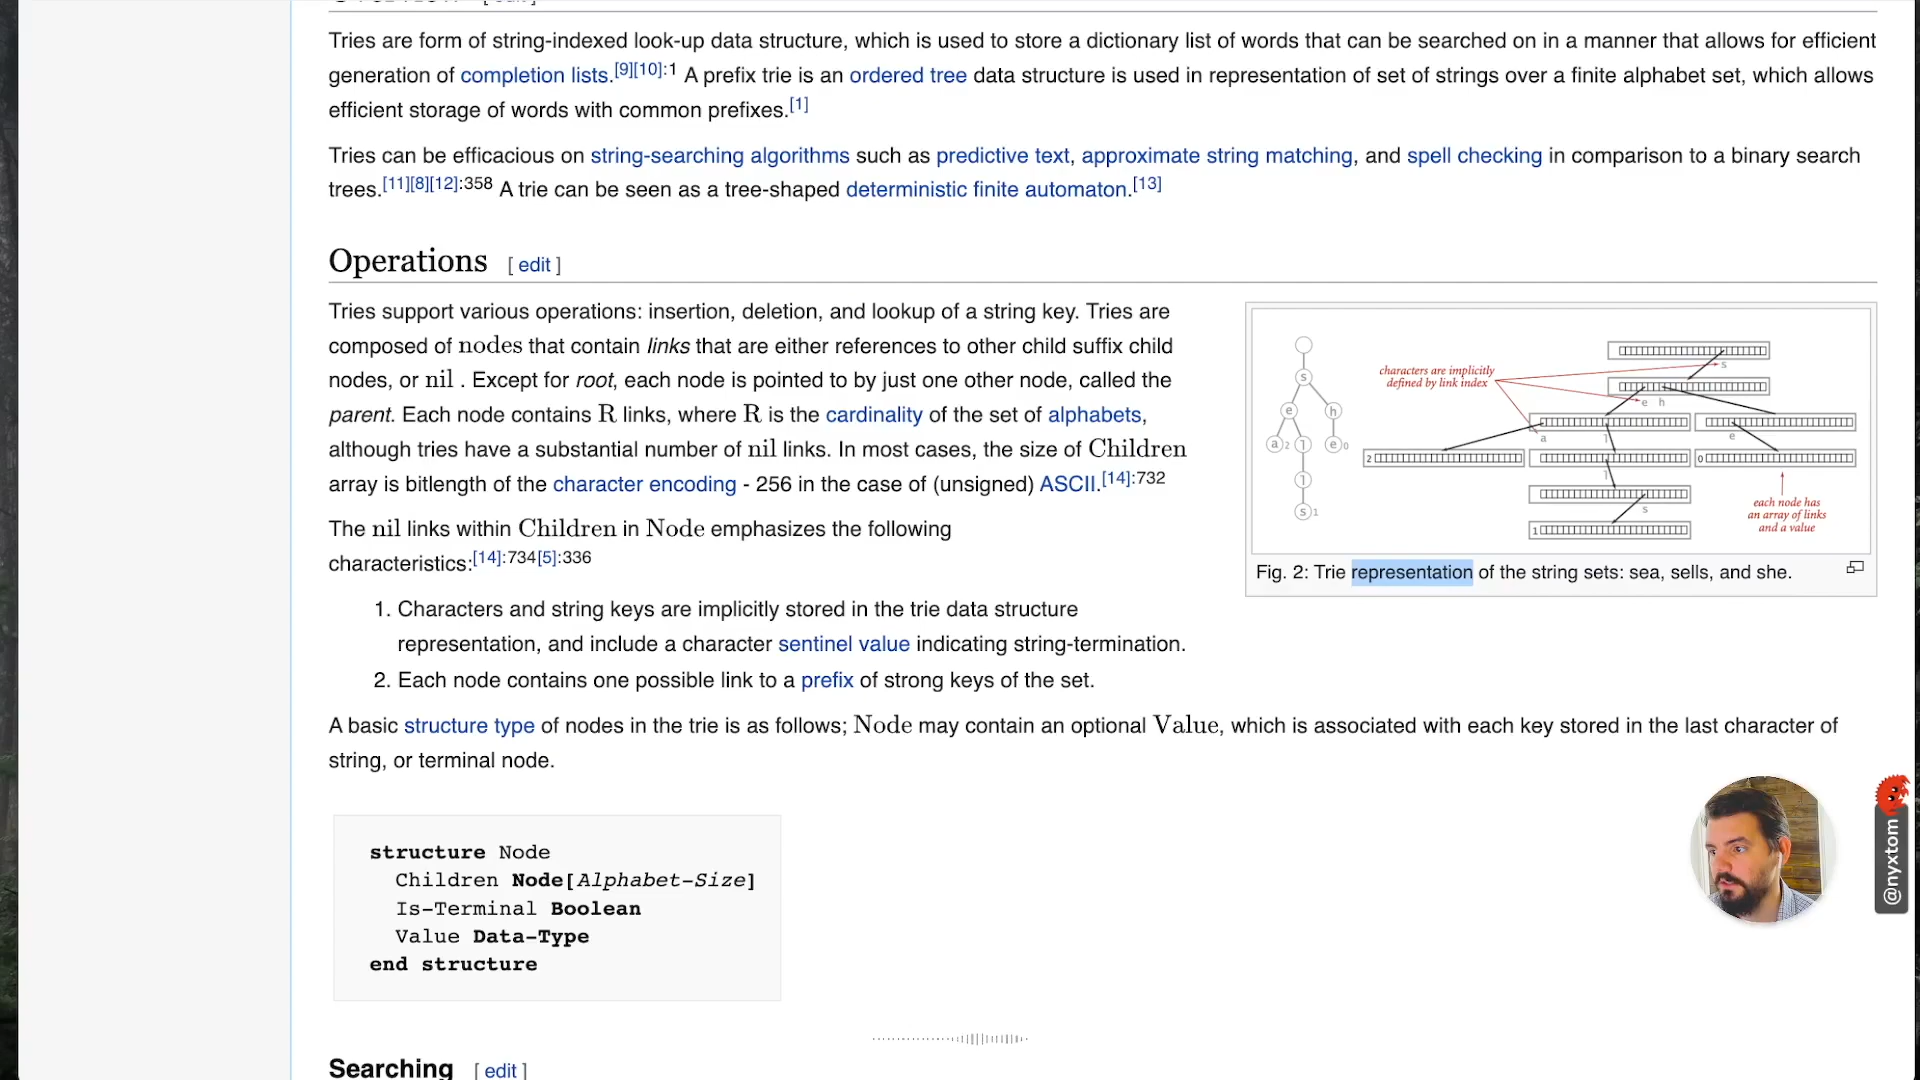 Tries are form of string-indexed look-up data structure, which is used to store a dictionary list of words that can be searched on in a manner that allows for efficient
generation of completion lists.[9][10]:1 A prefix trie is an ordered tree data structure is used in representation of set of strings over a finite alphabet set, which allows
efficient storage of words with common prefixes.[1]
Tries can be efficacious on string-searching algorithms such as predictive text, approximate string matching, and spell checking in comparison to a binary search
trees.[11][8][12]:358 A trie can be seen as a tree-shaped deterministic finite automaton.[13]
Operations [ edit ]
Tries support various operations: insertion, deletion, and lookup of a string key. Tries are
composed of nodes that contain links that are either references to other child suffix child
nodes, or nil . Except for root, each node is pointed to by just one other node, called the
parent. Each node contains R links, where R is the cardinality of the set of alphabets,
although tries have a substantial number of nil links. In most cases, the size of Children
array is bitlength of the character encoding - 256 in the case of (unsigned) ASCII.[14]:732
The nil links within Children in Node emphasizes the following
characteristics:[14]:734[5]:336
1. Characters and string keys are implicitly stored in the trie data structure
representation, and include a character sentinel value indicating string-termination.
2. Each node contains one possible link to a prefix of strong keys of the set.
s
e h
a 2 l e 0
l
s 1
characters are implicitly
defined by link index
s
e h
a l e
2 0
l
s
1
each node has
an array of links
and a value
Fig. 2: Trie representation of the string sets: sea, sells, and she.
A basic structure type of nodes in the trie is as follows; Node may contain an optional Value, which is associated with each key stored in the last character of
string, or terminal node.
structure Node
Children Node[Alphabet-Size]
Is-Terminal Boolean
Value Data-Type
end structure
@nyxtom
Searching [ edit ]